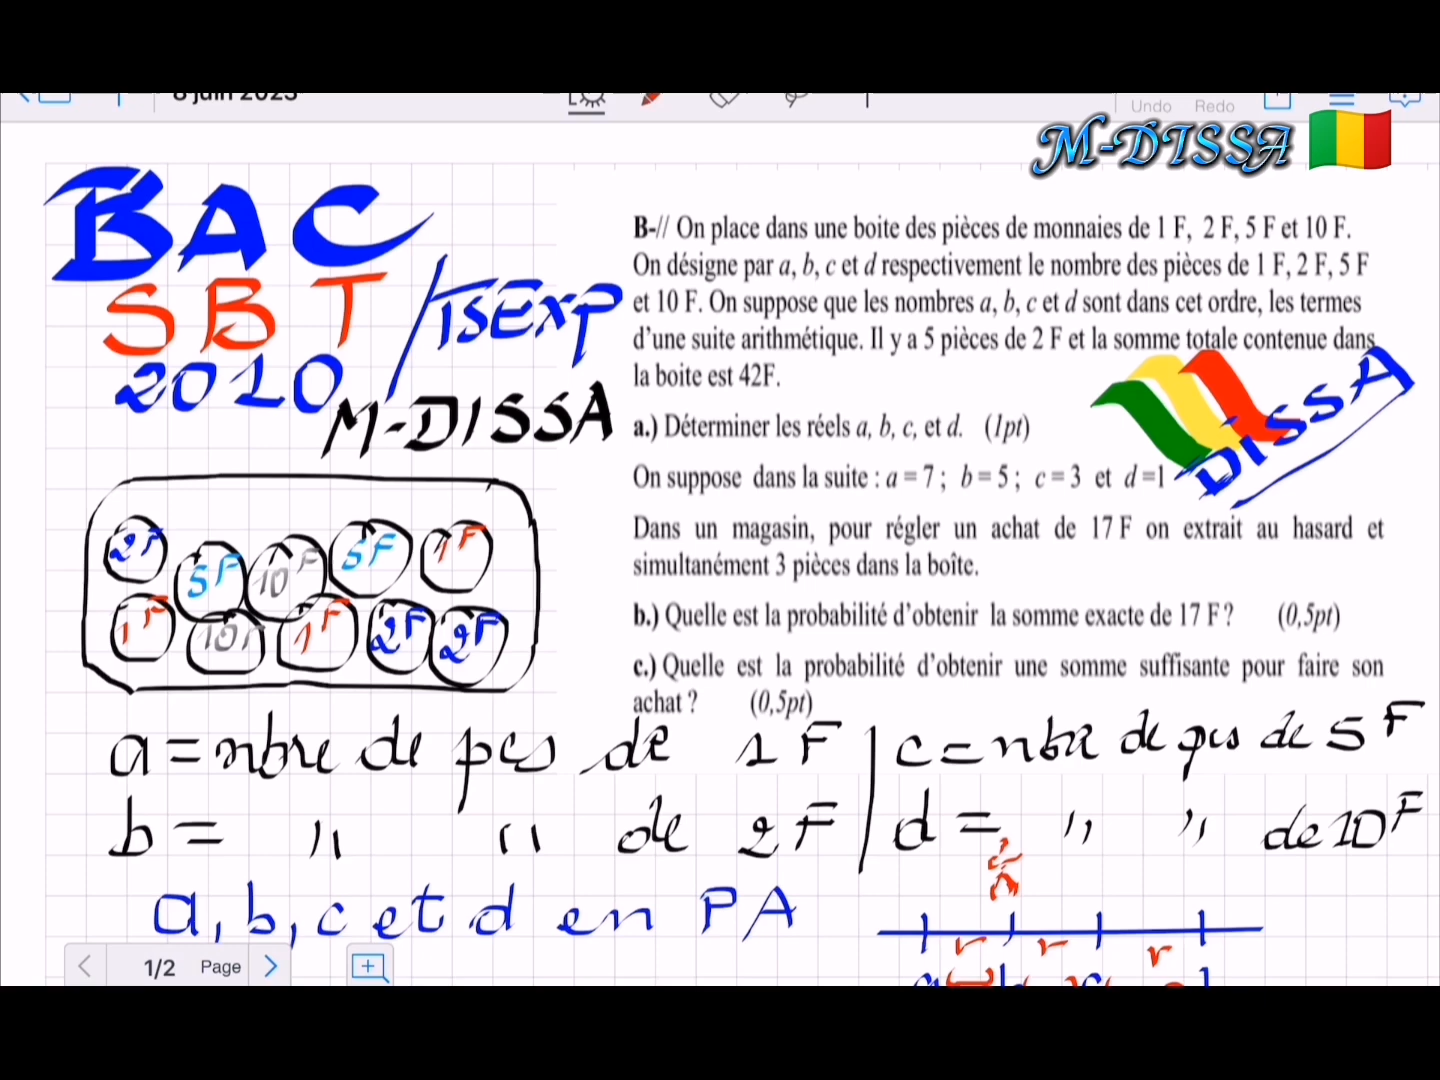 8 juin 2023
Undo Redo
M-DISSA
BAC
SBT /TSEXP
2020
M-DISSA
B-// On place dans une boite des pièces de monnaies de 1 F, 2 F, 5 F et 10 F.
On désigne par a, b, c et d respectivement le nombre des pièces de 1 F, 2 F, 5 F
et 10 F. On suppose que les nombres a, b, c et d sont dans cet ordre, les termes
d'une suite arithmétique. Il y a 5 pièces de 2 F et la somme totale contenue dans
la boite est 42F.
a.) Déterminer les réels a, b, c, et d. (1pt)
On suppose dans la suite : a = 7 ; b = 5 ; c = 3 et d =1
DISSA
Dans un magasin, pour régler un achat de 17 F on extrait au hasard et
simultanément 3 pièces dans la boîte.
b.) Quelle est la probabilité d'obtenir la somme exacte de 17 F ? (0,5pt)
c.) Quelle est la probabilité d'obtenir une somme suffisante pour faire son
achat ? (0,5pt)
2F 5F 10F 5F 1F
1F 10F 1F 2F 2F
a = nbre de pcs de 1F | c = nbre de pcs de 5F
b = " " de 2F | d = " " de 10F
a, b, c et d en PA
r r r
1/2 Page